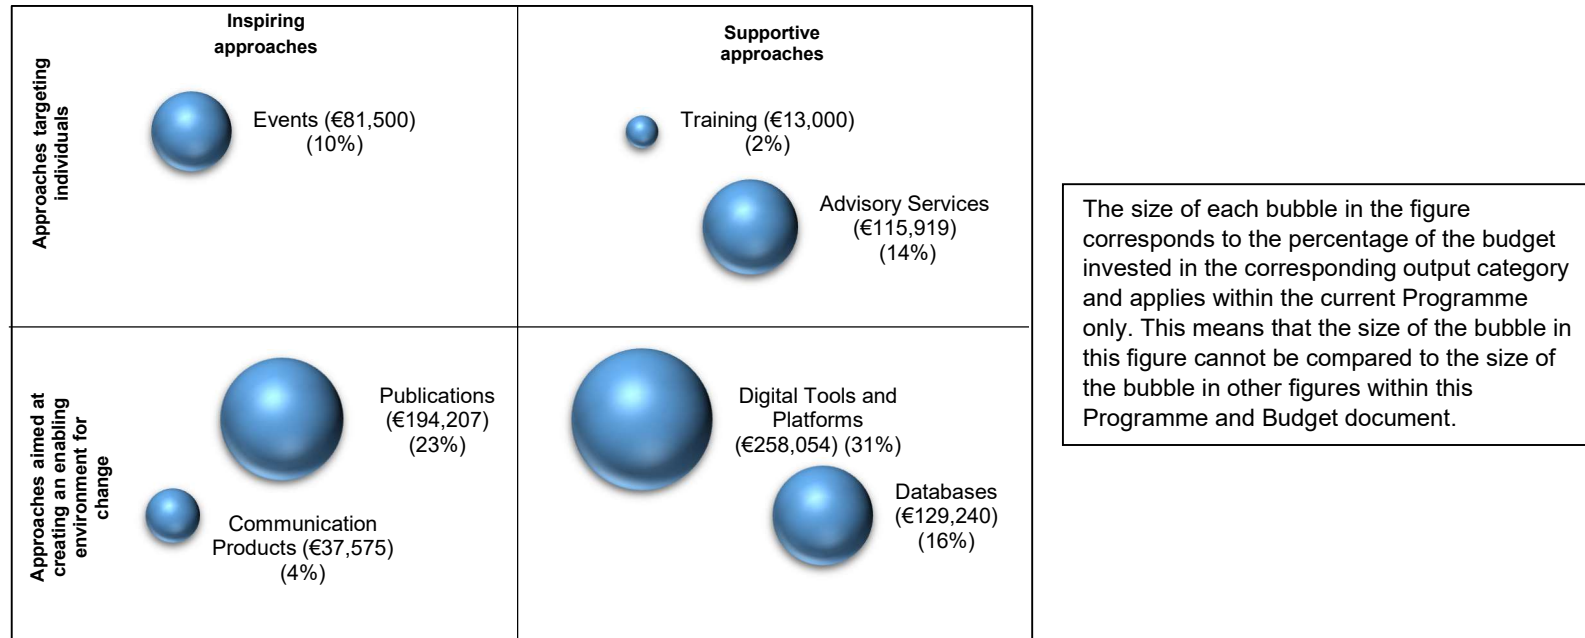 Inspiring
approaches
Supportive
approaches
Approaches targeting
individuals
Events (€81,500)
(10%)
Training (€13,000)
(2%)
Advisory Services
(€115,919)
(14%)
Approaches aimed at
creating an enabling
environment for
change
Publications
(€194,207)
(23%)
Communication
Products (€37,575)
(4%)
Digital Tools and
Platforms
(€258,054) (31%)
Databases
(€129,240)
(16%)
The size of each bubble in the figure
corresponds to the percentage of the budget
invested in the corresponding output category
and applies within the current Programme
only. This means that the size of the bubble in
this figure cannot be compared to the size of
the bubble in other figures within this
Programme and Budget document.